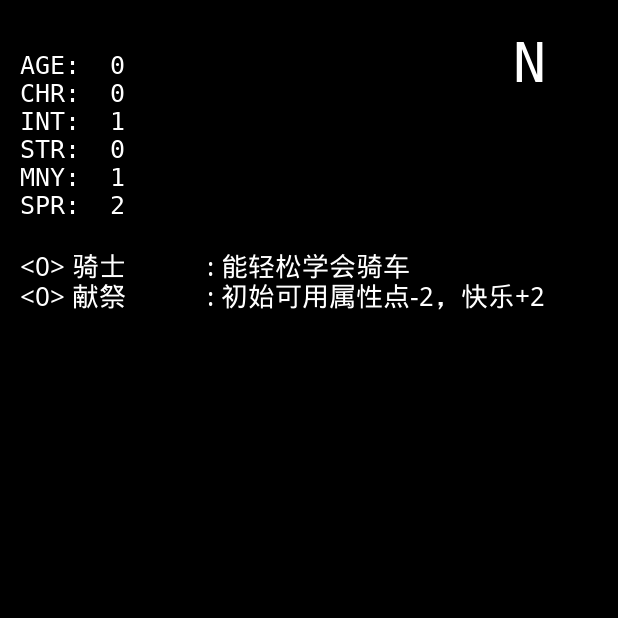 N
AGE: 0
CHR: 0
INT: 1
STR: 0
MNY: 1
SPR: 2
<O> 骑士 : 能轻松学会骑车
<O> 献祭 : 初始可用属性点-2，快乐+2